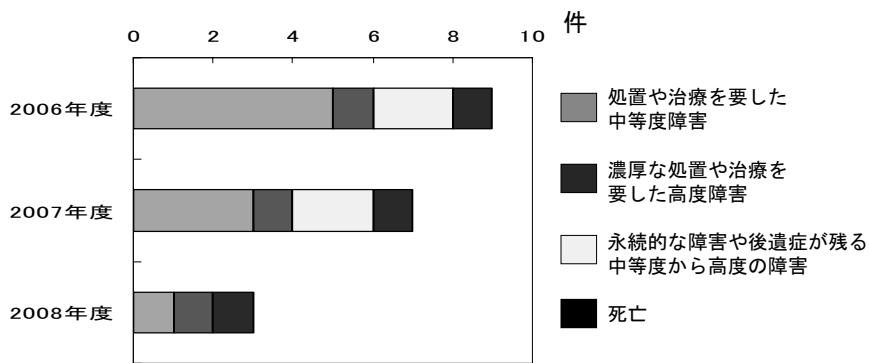 0 2 4 6 8 10 件
2006年度
2007年度
2008年度
処置や治療を要した
中等度障害
濃厚な処置や治療を
要した高度障害
永続的な障害や後遺症が残る
中等度から高度の障害
死亡